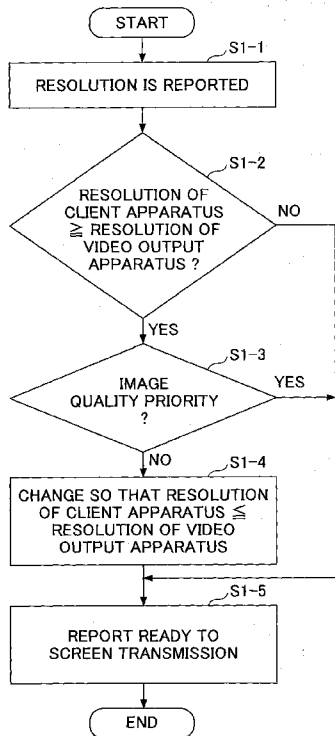 START
S1-1
RESOLUTION IS REPORTED
S1-2
RESOLUTION OF
CLIENT APPARATUS
≧ RESOLUTION OF
VIDEO OUTPUT
APPARATUS ?
NO
YES
S1-3
IMAGE
QUALITY PRIORITY
?
YES
NO
S1-4
CHANGE SO THAT RESOLUTION
OF CLIENT APPARATUS ≦
RESOLUTION OF VIDEO
OUTPUT APPARATUS
S1-5
REPORT READY TO
SCREEN TRANSMISSION
END